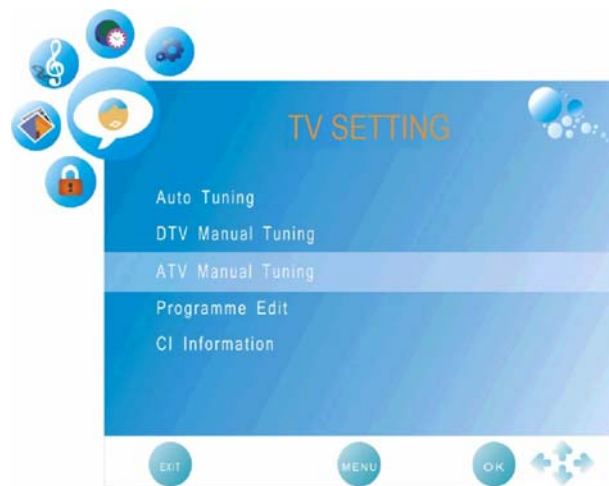 TV SETTING
Auto Tuning
DTV Manual Tuning
ATV Manual Tuning
Programme Edit
CI Information
EXIT
MENU
OK